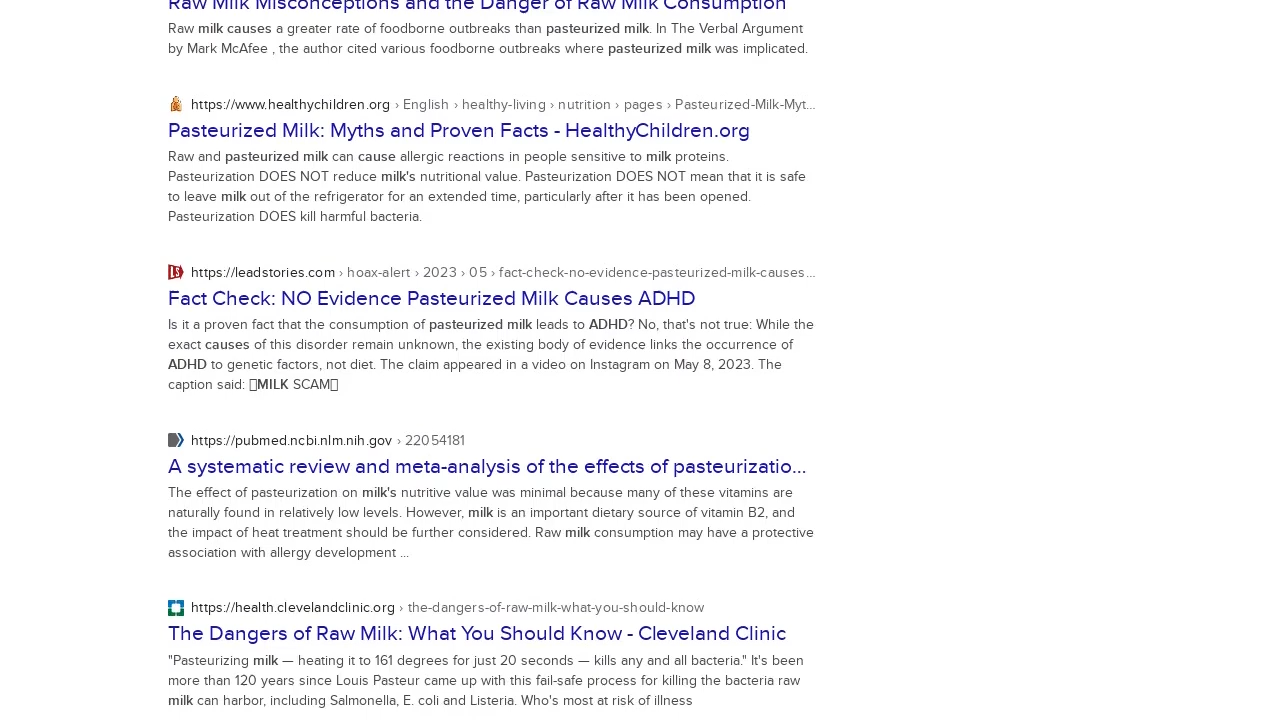 Raw Milk Misconceptions and the Danger of Raw Milk Consumption
Raw milk causes a greater rate of foodborne outbreaks than pasteurized milk. In The Verbal Argument
by Mark McAfee , the author cited various foodborne outbreaks where pasteurized milk was implicated.
https://www.healthychildren.org › English › healthy-living › nutrition › pages › Pasteurized-Milk-Myt...
Pasteurized Milk: Myths and Proven Facts - HealthyChildren.org
Raw and pasteurized milk can cause allergic reactions in people sensitive to milk proteins.
Pasteurization DOES NOT reduce milk's nutritional value. Pasteurization DOES NOT mean that it is safe
to leave milk out of the refrigerator for an extended time, particularly after it has been opened.
Pasteurization DOES kill harmful bacteria.
https://leadstories.com › hoax-alert › 2023 › 05 › fact-check-no-evidence-pasteurized-milk-causes...
Fact Check: NO Evidence Pasteurized Milk Causes ADHD
Is it a proven fact that the consumption of pasteurized milk leads to ADHD? No, that's not true: While the
exact causes of this disorder remain unknown, the existing body of evidence links the occurrence of
ADHD to genetic factors, not diet. The claim appeared in a video on Instagram on May 8, 2023. The
caption said: MILK SCAM
https://pubmed.ncbi.nlm.nih.gov › 22054181
A systematic review and meta-analysis of the effects of pasteurizatio...
The effect of pasteurization on milk's nutritive value was minimal because many of these vitamins are
naturally found in relatively low levels. However, milk is an important dietary source of vitamin B2, and
the impact of heat treatment should be further considered. Raw milk consumption may have a protective
association with allergy development ...
https://health.clevelandclinic.org › the-dangers-of-raw-milk-what-you-should-know
The Dangers of Raw Milk: What You Should Know - Cleveland Clinic
"Pasteurizing milk — heating it to 161 degrees for just 20 seconds — kills any and all bacteria." It's been
more than 120 years since Louis Pasteur came up with this fail-safe process for killing the bacteria raw
milk can harbor, including Salmonella, E. coli and Listeria. Who's most at risk of illness